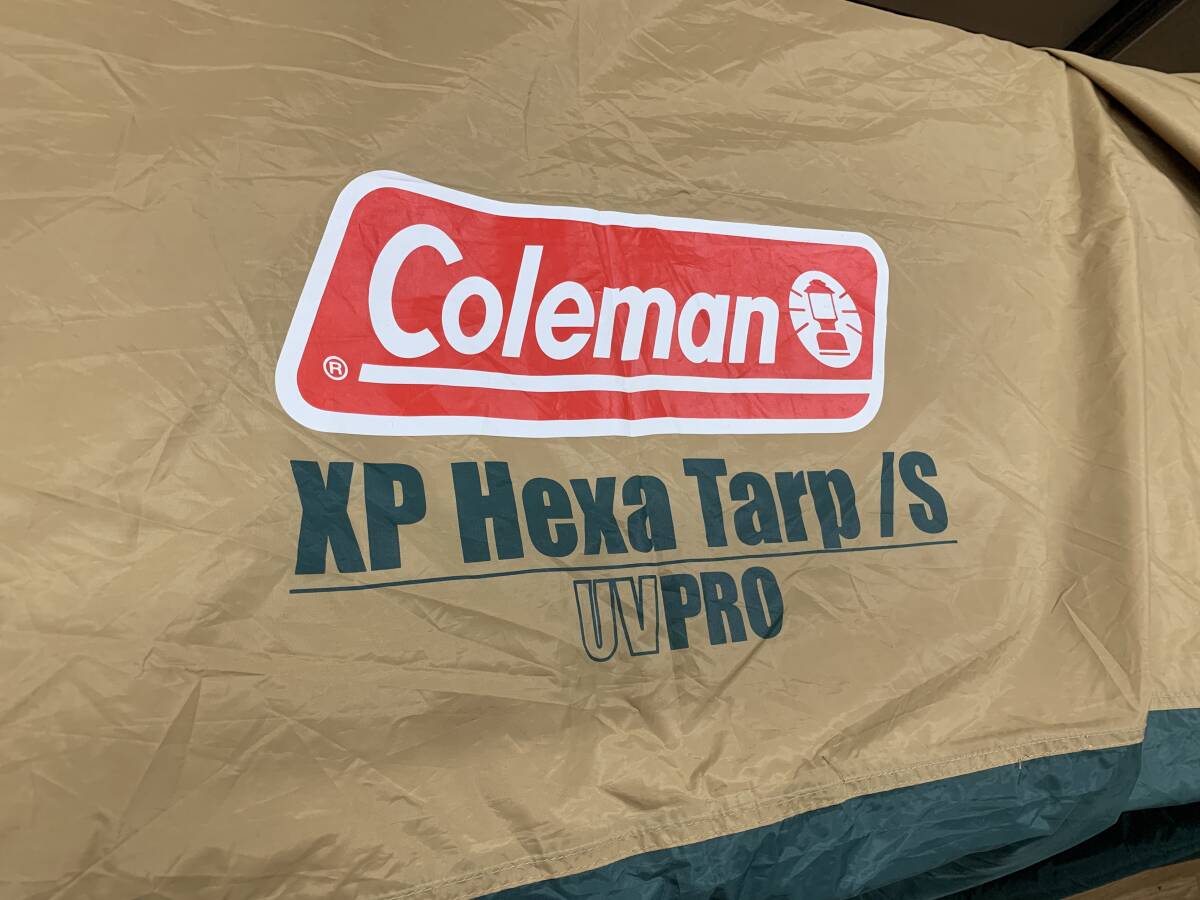 Coleman
®
XP Hexa Tarp /S
UVPRO